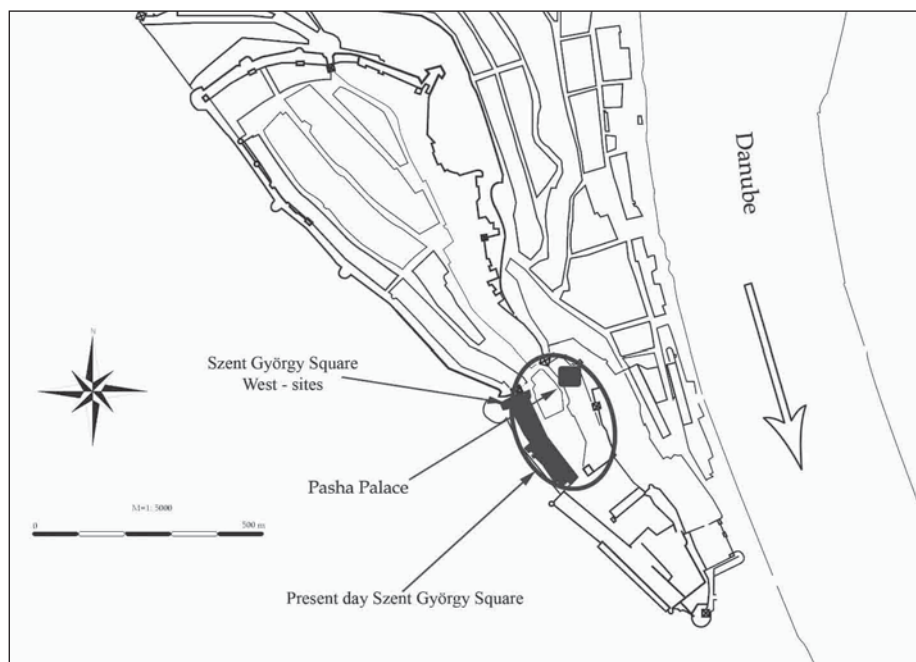 Danube
N
Szent György Square
West - sites
Pasha Palace
M=1: 5000
0
500 m
Present day Szent György Square